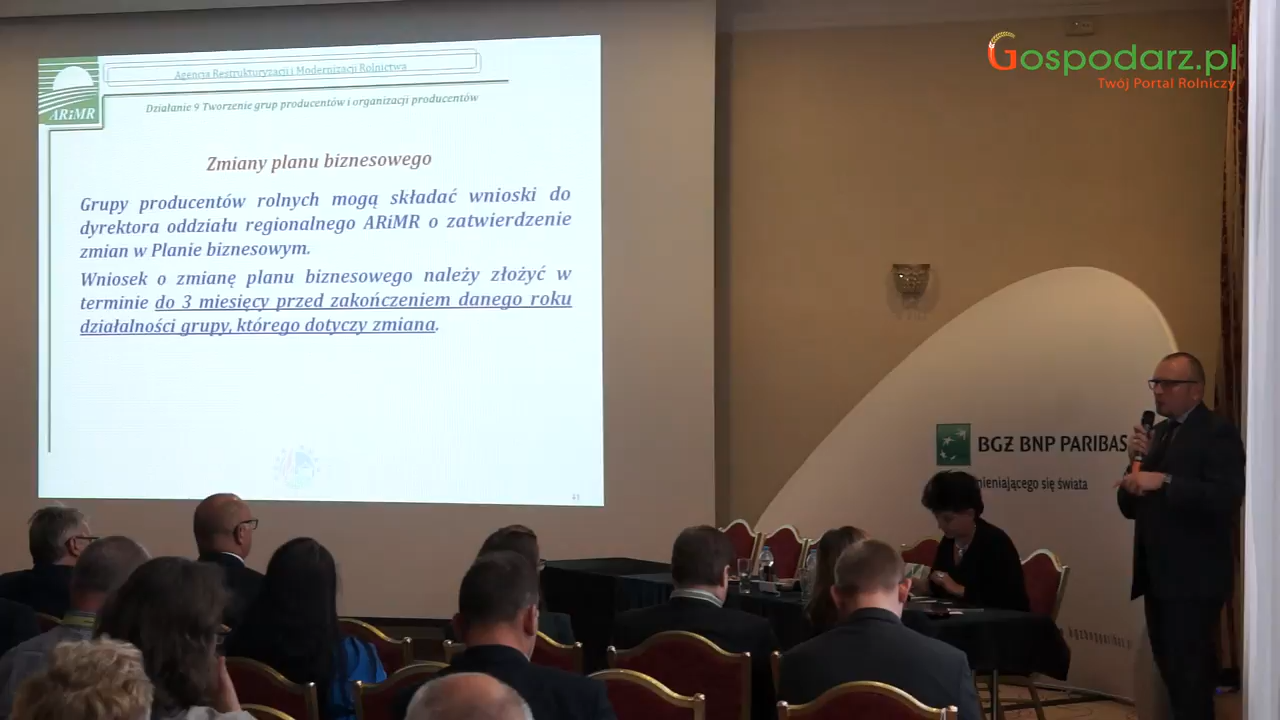 Gospodarz.pl
Twój Portal Rolniczy
Agencja Restrukturyzacji i Modernizacji Rolnictwa
ARiMR
Działanie 9 Tworzenie grup producentów i organizacji producentów
Zmiany planu biznesowego
Grupy producentów rolnych mogą składać wnioski do
dyrektora oddziału regionalnego ARiMR o zatwierdzenie
zmian w Planie biznesowym.
Wniosek o zmianę planu biznesowego należy złożyć w
terminie do 3 miesięcy przed zakończeniem danego roku
działalności grupy, którego dotyczy zmiana.
41
BGŻ BNP PARIBAS
mieniającego się świata